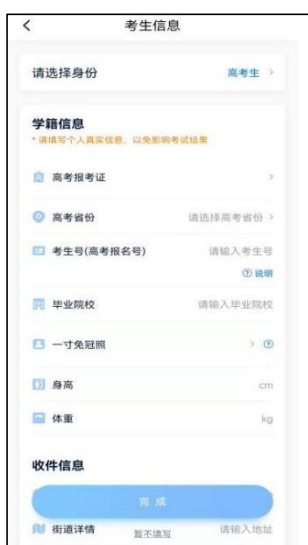 考生信息
请选择身份 高考生
学籍信息
*请填写个人真实信息，以免影响考试结果
高考报考证
高考省份 请选择高考省份
考生号(高考报名号) 请输入考生号
说明
毕业院校 请输入毕业院校
一寸免冠照
身高 cm
体重 kg
收件信息
完成
街道详情 请输入地址
暂不填写